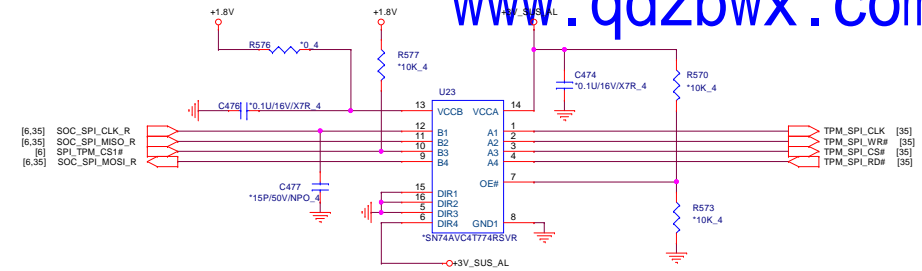 www.qdzbwx.com
+1.8V
+1.8V
+3V_SUS_AL
R576
*0_4
R577
*10K_4
C474
*0.1U/16V/X7R_4
R570
*10K_4
U23
C476
*0.1U/16V/X7R_4
13
VCCB
VCCA
14
[6,35]
SOC_SPI_CLK_R
12
B1
A1
1
TPM_SPI_CLK
[35]
[6,35]
SOC_SPI_MISO_R
11
B2
A2
2
TPM_SPI_WR#
[35]
[6]
SPI_TPM_CS1#
10
B3
A3
3
TPM_SPI_CS#
[35]
[6,35]
SOC_SPI_MOSI_R
9
B4
A4
4
TPM_SPI_RD#
[35]
OE#
7
C477
*15P/50V/NPO_4
15
DIR1
16
DIR2
5
DIR3
6
DIR4
GND1
8
R573
*10K_4
*SN74AVC4T774RSVR
+3V_SUS_AL